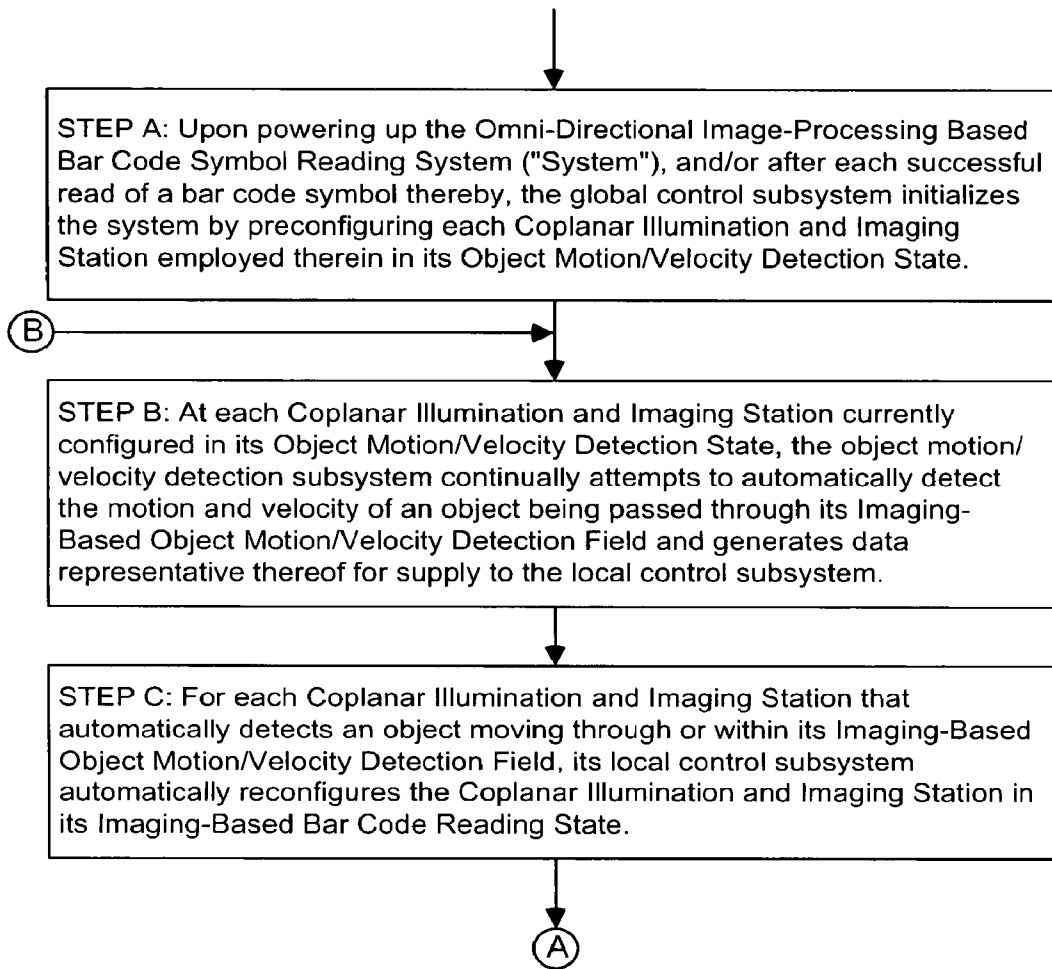 STEP A: Upon powering up the Omni-Directional Image-Processing Based
Bar Code Symbol Reading System ("System"), and/or after each successful
read of a bar code symbol thereby, the global control subsystem initializes
the system by preconfiguring each Coplanar Illumination and Imaging
Station employed therein in its Object Motion/Velocity Detection State.
B
STEP B: At each Coplanar Illumination and Imaging Station currently
configured in its Object Motion/Velocity Detection State, the object motion/
velocity detection subsystem continually attempts to automatically detect
the motion and velocity of an object being passed through its Imaging-
Based Object Motion/Velocity Detection Field and generates data
representative thereof for supply to the local control subsystem.
STEP C: For each Coplanar Illumination and Imaging Station that
automatically detects an object moving through or within its Imaging-Based
Object Motion/Velocity Detection Field, its local control subsystem
automatically reconfigures the Coplanar Illumination and Imaging Station in
its Imaging-Based Bar Code Reading State.
A